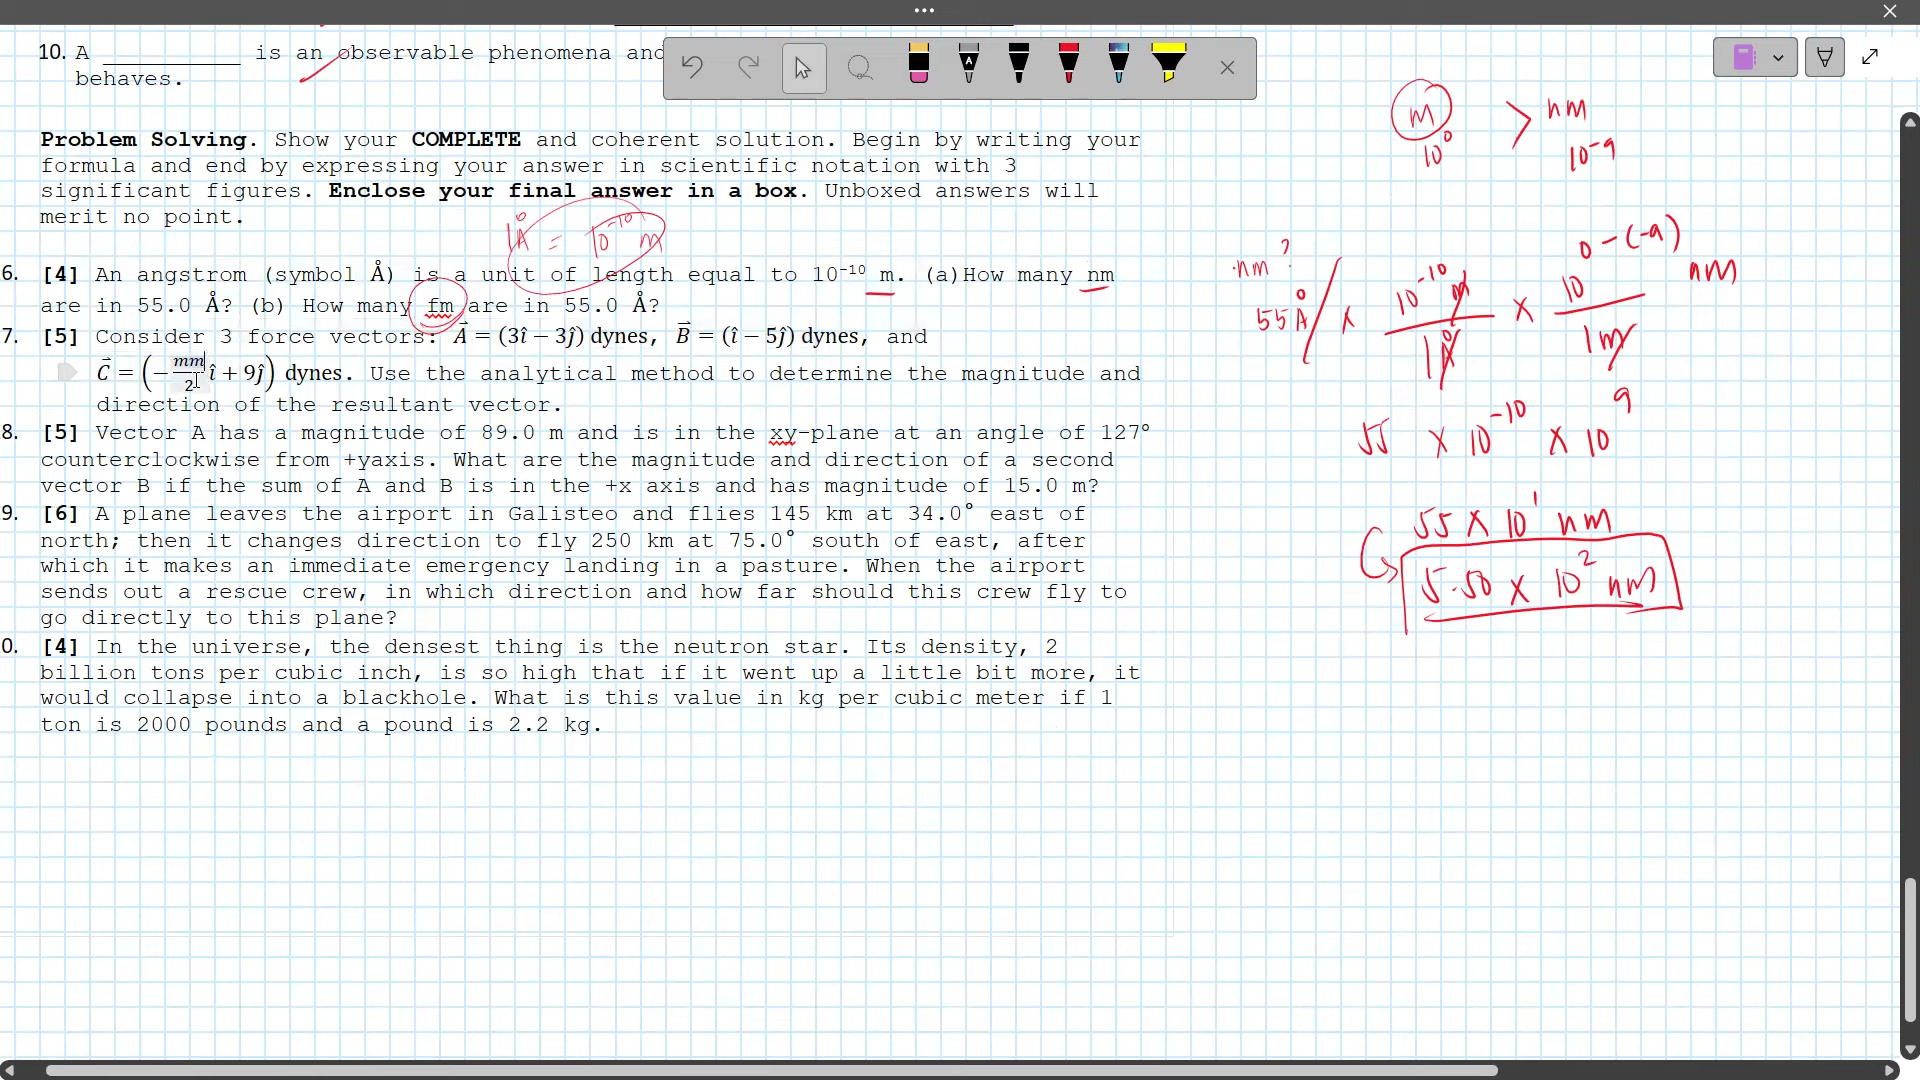 10. A __________ is an observable phenomena and
behaves.
Problem Solving. Show your COMPLETE and coherent solution. Begin by writing your
formula and end by expressing your answer in scientific notation with 3
significant figures. Enclose your final answer in a box. Unboxed answers will
merit no point.
1Å = 10⁻¹⁰ m
6. [4] An angstrom (symbol Å) is a unit of length equal to 10⁻¹⁰ m. (a)How many nm
are in 55.0 Å? (b) How many fm are in 55.0 Å?
7. [5] Consider 3 force vectors: A⃗ = (3î − 3ĵ) dynes, B⃗ = (î − 5ĵ) dynes, and
C⃗ = (−mm/2 î + 9ĵ) dynes. Use the analytical method to determine the magnitude and
direction of the resultant vector.
8. [5] Vector A has a magnitude of 89.0 m and is in the xy-plane at an angle of 127°
counterclockwise from +yaxis. What are the magnitude and direction of a second
vector B if the sum of A and B is in the +x axis and has magnitude of 15.0 m?
9. [6] A plane leaves the airport in Galisteo and flies 145 km at 34.0° east of
north; then it changes direction to fly 250 km at 75.0° south of east, after
which it makes an immediate emergency landing in a pasture. When the airport
sends out a rescue crew, in which direction and how far should this crew fly to
go directly to this plane?
0. [4] In the universe, the densest thing is the neutron star. Its density, 2
billion tons per cubic inch, is so high that if it went up a little bit more, it
would collapse into a blackhole. What is this value in kg per cubic meter if 1
ton is 2000 pounds and a pound is 2.2 kg.
m > nm
10⁰ 10⁻⁹
nm?
55Å x 10⁻¹⁰ m / 1Å x 10⁰⁻⁽⁻⁹⁾ nm / 1m
55 x 10⁻¹⁰ x 10⁹
55 x 10¹ nm
5.50 x 10² nm